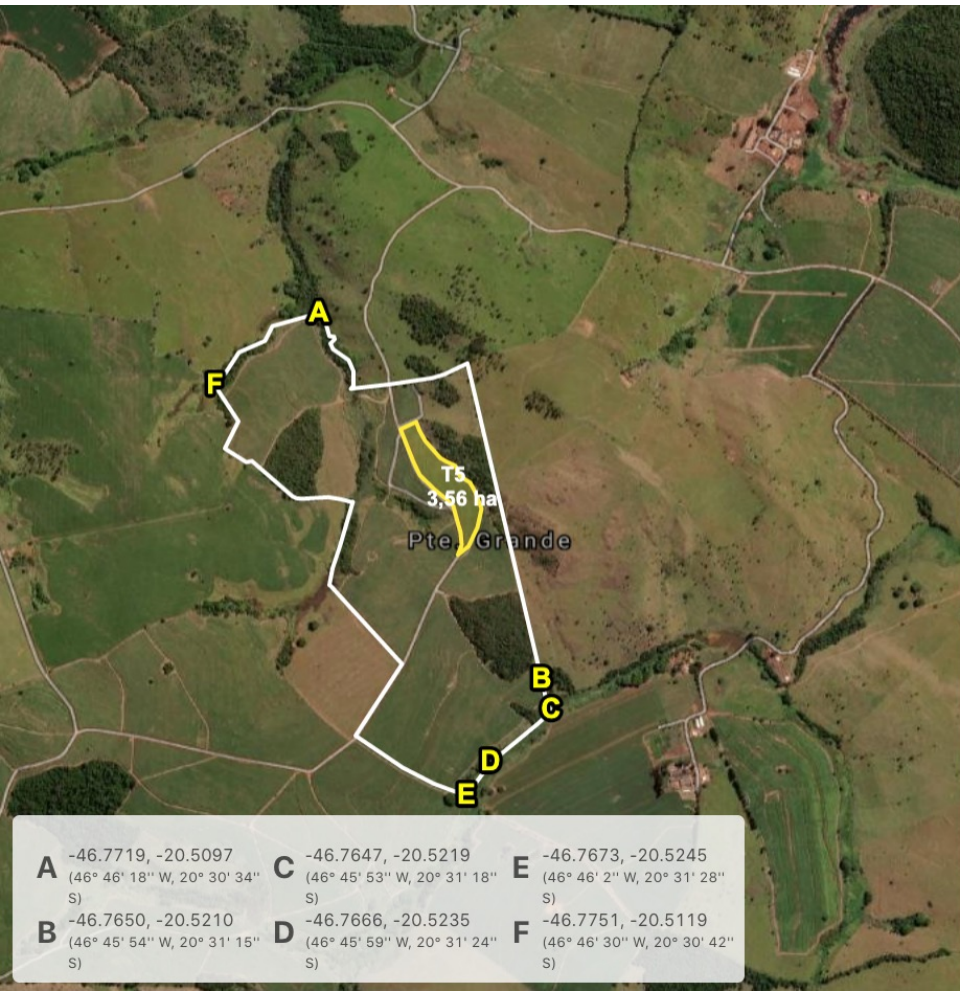 A
F
T5
3,56 ha
Pte. Grande
B
C
D
E
A -46.7719, -20.5097
(46° 46' 18'' W, 20° 30' 34''
S)
B -46.7650, -20.5210
(46° 45' 54'' W, 20° 31' 15''
S)
C -46.7647, -20.5219
(46° 45' 53'' W, 20° 31' 18''
S)
D -46.7666, -20.5235
(46° 45' 59'' W, 20° 31' 24''
S)
E -46.7673, -20.5245
(46° 46' 2'' W, 20° 31' 28''
S)
F -46.7751, -20.5119
(46° 46' 30'' W, 20° 30' 42''
S)